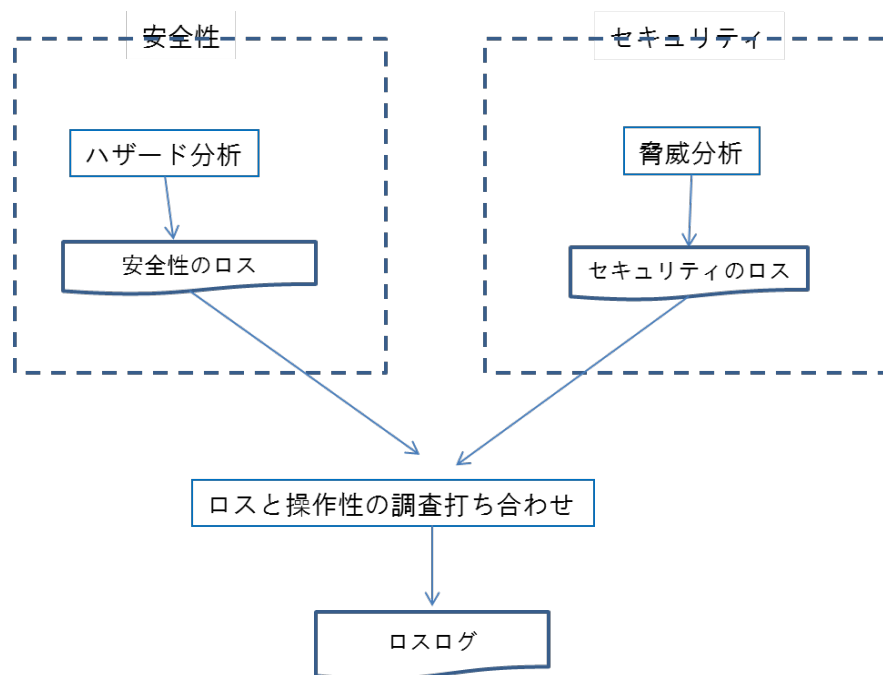 安全性
セキュリティ
ハザード分析
脅威分析
安全性のロス
セキュリティのロス
ロスと操作性の調査打ち合わせ
ロスログ